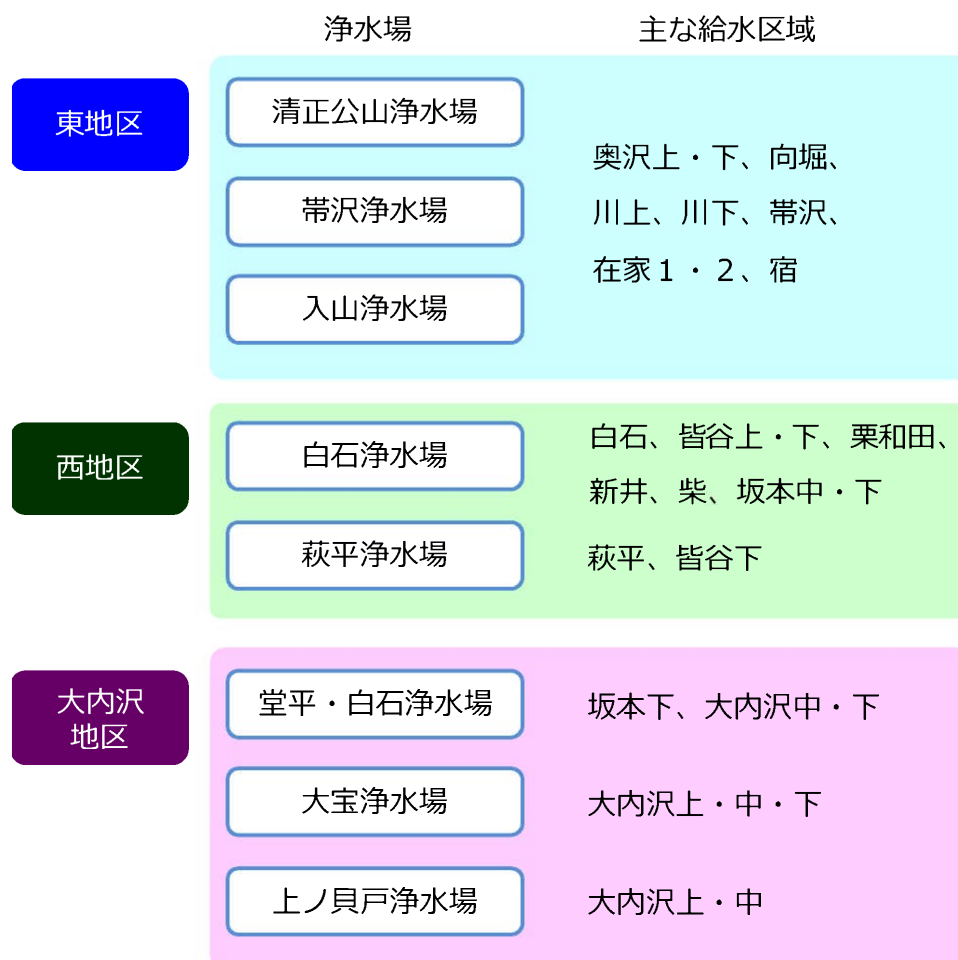 浄水場
主な給水区域
東地区
清正公山浄水場
帯沢浄水場
入山浄水場
奥沢上・下、向堀、
川上、川下、帯沢、
在家１・２、宿
西地区
白石浄水場
白石、皆谷上・下、栗和田、
新井、柴、坂本中・下
萩平浄水場
萩平、皆谷下
大内沢
地区
堂平・白石浄水場
坂本下、大内沢中・下
大宝浄水場
大内沢上・中・下
上ノ貝戸浄水場
大内沢上・中